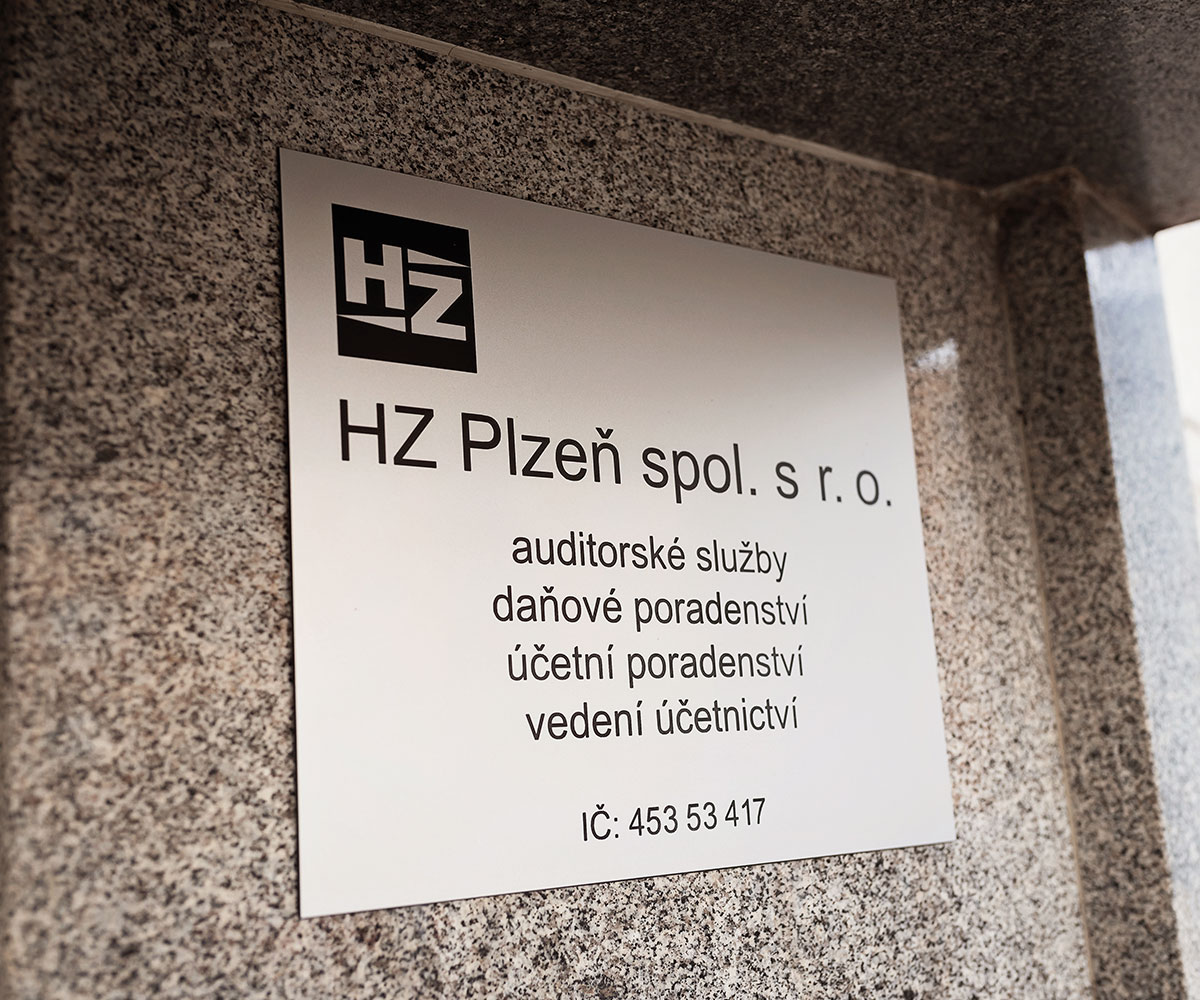 HZ
HZ Plzeň spol. s r. o.
auditorské služby
daňové poradenství
účetní poradenství
vedení účetnictví
IČ: 453 53 417